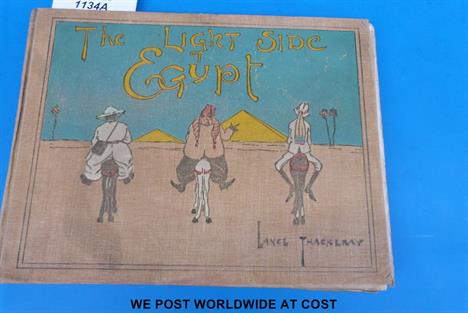 1134A
The Light Side
of
Egypt
Lance Thackeray
WE POST WORLDWIDE AT COST